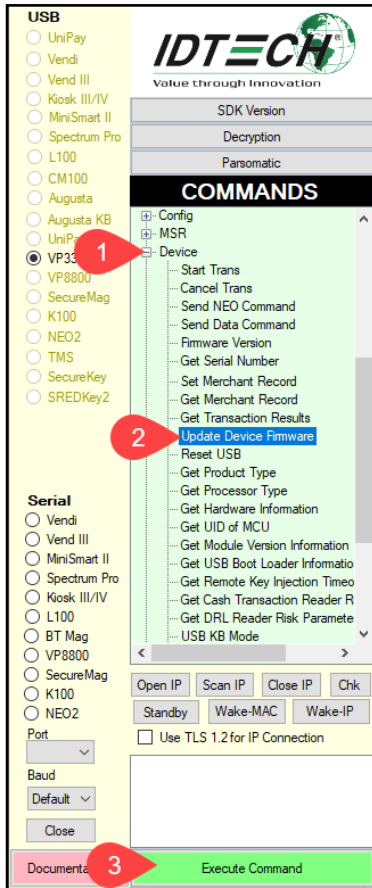 USB
UniPay
Vendi
Vend III
Kiosk III/IV
MiniSmart II
Spectrum Pro
L100
CM100
Augusta
Augusta KB
UniPa
VP33
VP8800
SecureMag
K100
NEO2
TMS
SecureKey
SREDKey2
Serial
Vendi
Vend III
MiniSmart II
Spectrum Pro
Kiosk III/IV
L100
BT Mag
VP8800
SecureMag
K100
NEO2
Port
Baud
Default
Close
IDTECH®
Value through Innovation
SDK Version
Decryption
Parsomatic
COMMANDS
Config
MSR
1
Device
Start Trans
Cancel Trans
Send NEO Command
Send Data Command
Firmware Version
Get Serial Number
Set Merchant Record
Get Merchant Record
Get Transaction Results
2
Update Device Firmware
Reset USB
Get Product Type
Get Processor Type
Get Hardware Information
Get UID of MCU
Get Module Version Information
Get USB Boot Loader Informatio
Get Remote Key Injection Timeo
Get Cash Transaction Reader R
Get DRL Reader Risk Paramete
USB KB Mode
Open IP Scan IP Close IP Chk
Standby Wake-MAC Wake-IP
Use TLS 1.2 for IP Connection
Documenta 3 Execute Command